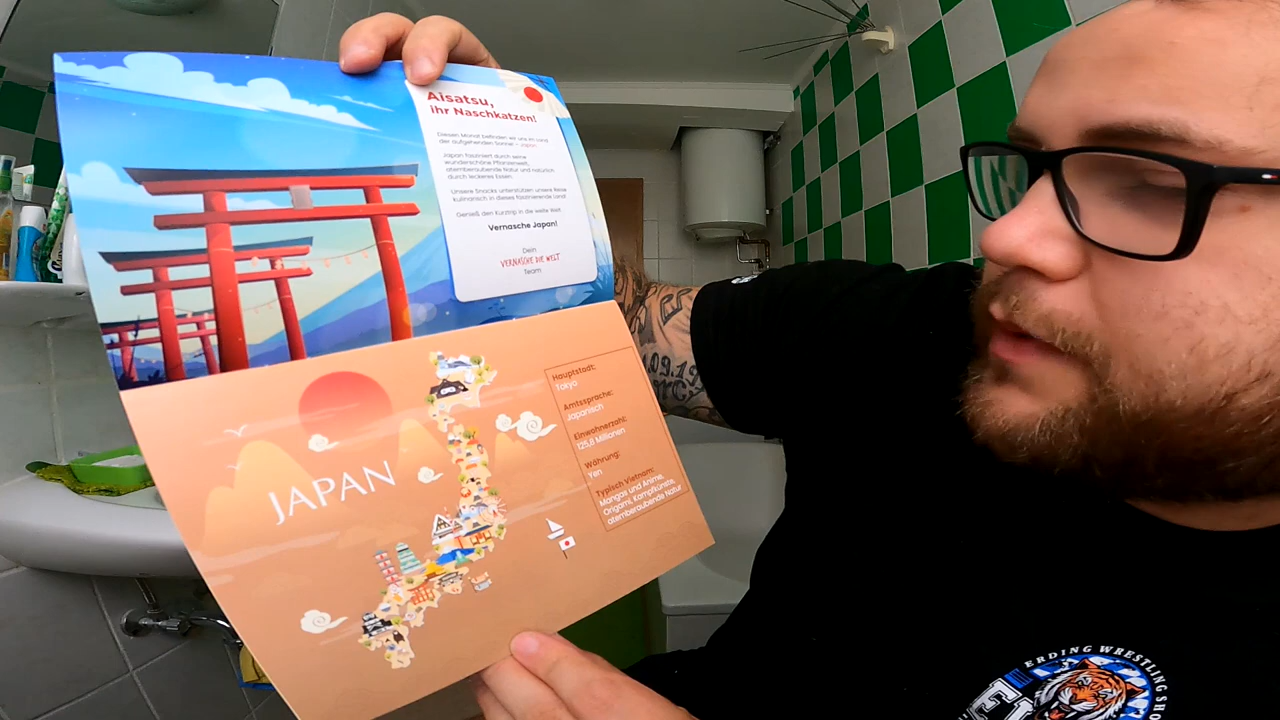 Aisatsu,
ihr Naschkatzen!
Diesen Monat befinden wir uns im Land
der aufgehenden Sonne - Japan.
Japan fasziniert durch seine
wunderschöne Pflanzenwelt,
atemberaubende Natur und natürlich
durch leckeres Essen.
Unsere Snacks unterstützen unsere Reise
kulinarisch in dieses faszinierende Land!
Genieß den Kurztrip in die weite Welt.
Vernasche Japan!
Dein
VERNASCHE DIE WELT
Team
JAPAN
Hauptstadt:
Tokyo
Amtssprache:
Japanisch
Einwohnerzahl:
125,8 Millionen
Währung:
Yen
Typisch Vietnam:
Mangas und Anime,
Origami, Kampfkünste,
atemberaubende Natur
ERDING WRESTLING